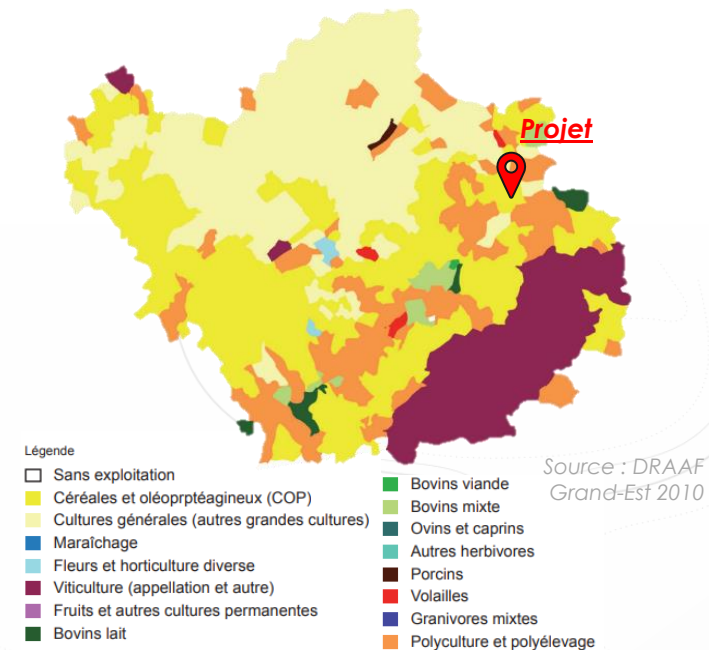 Projet
Source : DRAAF
Grand-Est 2010
Légende
Sans exploitation
Céréales et oléoprptéagineux (COP)
Cultures générales (autres grandes cultures)
Maraîchage
Fleurs et horticulture diverse
Viticulture (appellation et autre)
Fruits et autres cultures permanentes
Bovins lait
Bovins viande
Bovins mixte
Ovins et caprins
Autres herbivores
Porcins
Volailles
Granivores mixtes
Polyculture et polyélevage